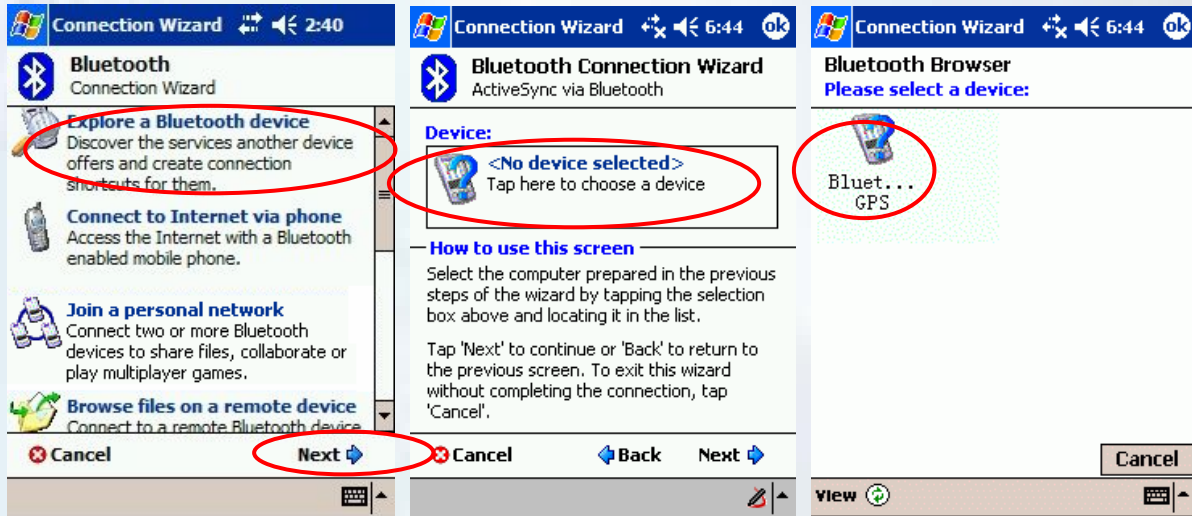 Connection Wizard 2:40
Bluetooth
Connection Wizard
Explore a Bluetooth device
Discover the services another device
offers and create connection
shortcuts for them.
Connect to Internet via phone
Access the Internet with a Bluetooth
enabled mobile phone.
Join a personal network
Connect two or more Bluetooth
devices to share files, collaborate or
play multiplayer games.
Browse files on a remote device
Connect to a remote Bluetooth device
Cancel Next
Connection Wizard 6:44 ok
Bluetooth Connection Wizard
ActiveSync via Bluetooth
Device:
<No device selected>
Tap here to choose a device
How to use this screen
Select the computer prepared in the previous
steps of the wizard by tapping the selection
box above and locating it in the list.
Tap 'Next' to continue or 'Back' to return to
the previous screen. To exit this wizard
without completing the connection, tap
'Cancel'.
Cancel Back Next
Connection Wizard 6:44 ok
Bluetooth Browser
Please select a device:
Bluet...
GPS
Cancel
View